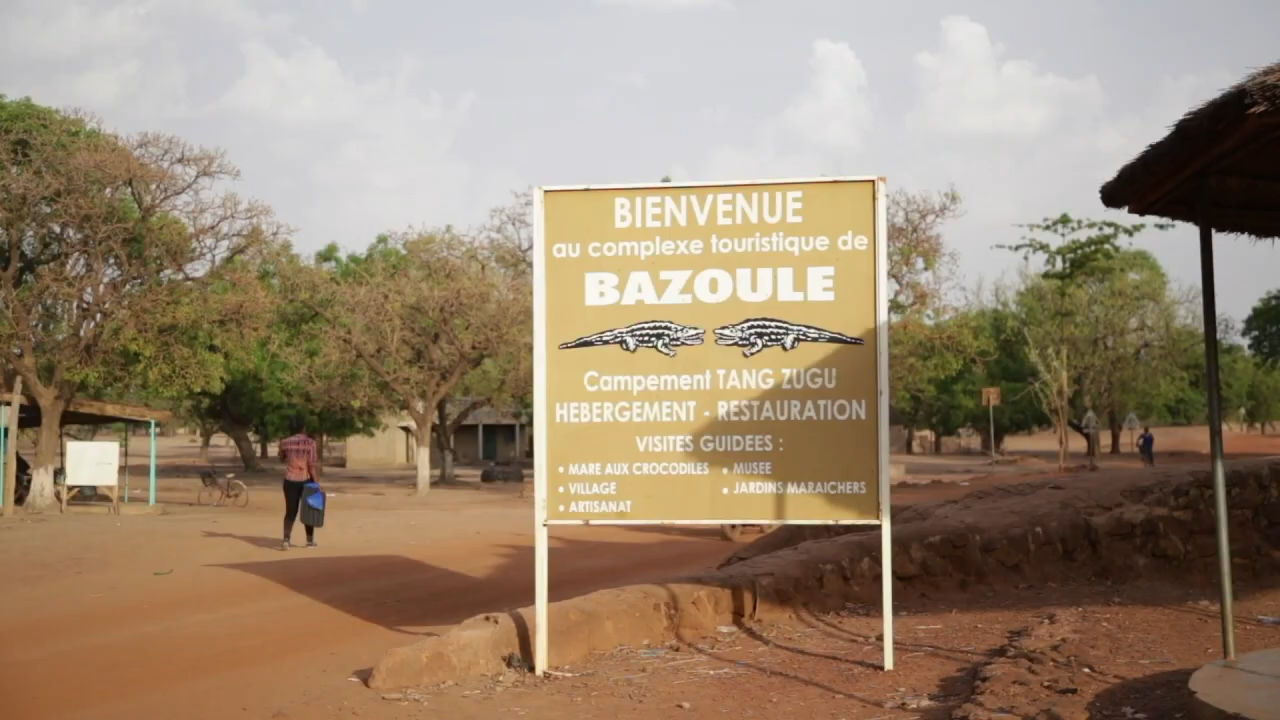 BIENVENUE
au complexe touristique de
BAZOULE
Campement TANG ZUGU
HEBERGEMENT - RESTAURATION
VISITES GUIDEES :
• MARE AUX CROCODILES • MUSEE
• VILLAGE • JARDINS MARAICHERS
• ARTISANAT